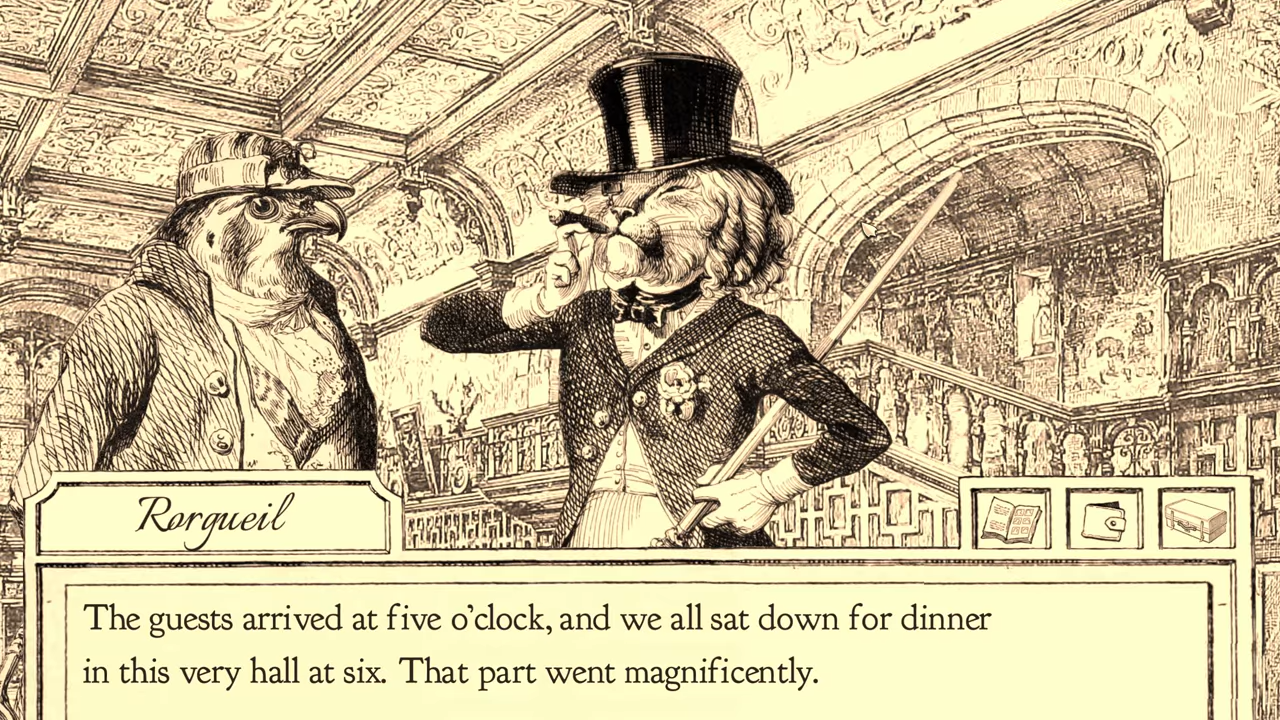 Rorgueil
The guests arrived at five o'clock, and we all sat down for dinner
in this very hall at six. That part went magnificently.